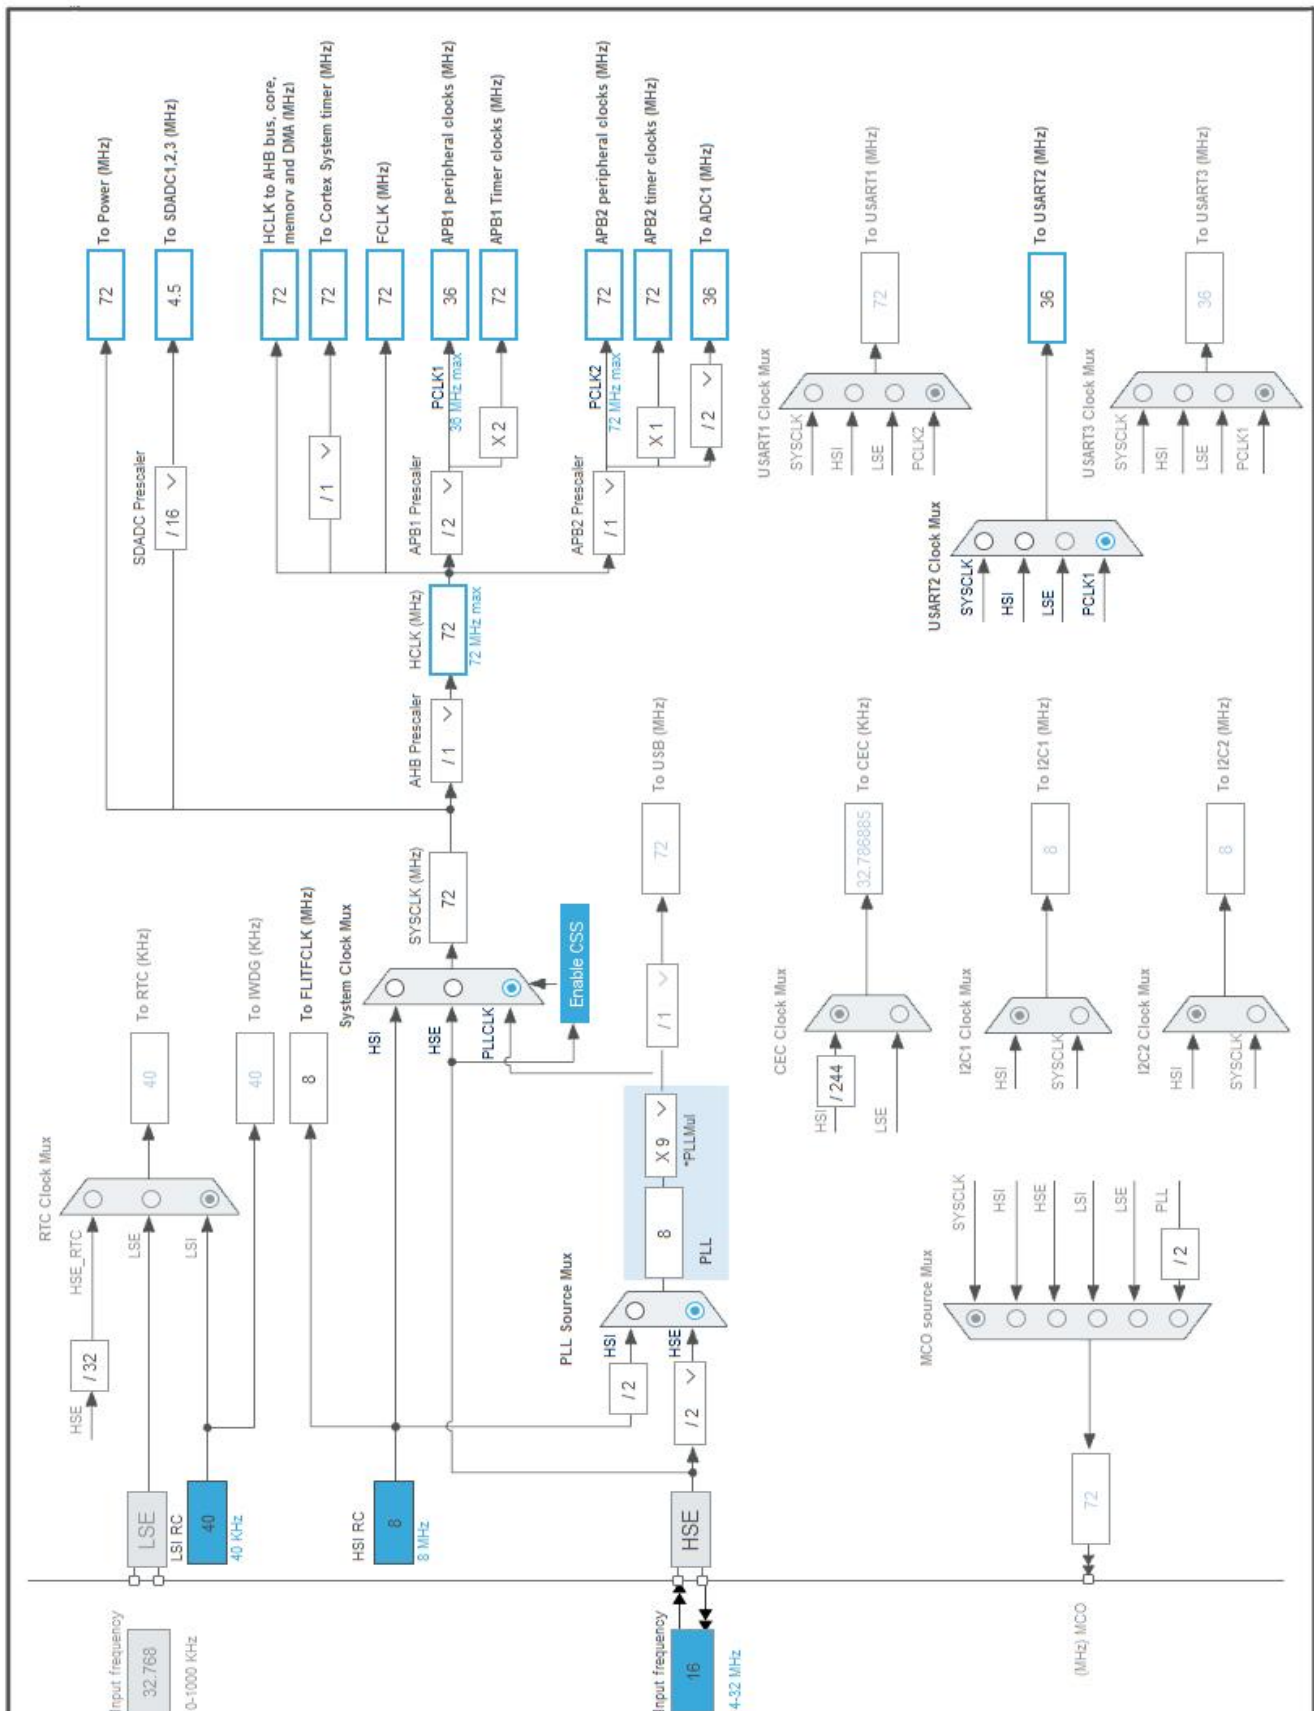 Input frequency
32.768
0-1000 KHz
LSE
LSI RC
40
40 KHz
HSE
/ 32
HSE_RTC
LSE
LSI
RTC Clock Mux
40
To RTC (KHz)
40
To IWDG (KHz)
HSI RC
8
8 MHz
8
To FLITFCLK (MHz)
System Clock Mux
HSI
HSE
PLLCLK
Enable CSS
SYSCLK (MHz)
72
Input frequency
16
4-32 MHz
HSE
/ 2
/ 2
PLL Source Mux
HSI
HSE
8
X 9
*PLLMul
PLL
/ 1
72
To USB (MHz)
AHB Prescaler
/ 1
HCLK (MHz)
72
72 MHz max
SDADC Prescaler
/ 16
72
To Power (MHz)
4.5
To SDADC1,2,3 (MHz)
72
HCLK to AHB bus, core,
memory and DMA (MHz)
/ 1
72
To Cortex System timer (MHz)
72
FCLK (MHz)
APB1 Prescaler
/ 2
PCLK1
36 MHz max
36
APB1 peripheral clocks (MHz)
X 2
72
APB1 Timer clocks (MHz)
APB2 Prescaler
/ 1
PCLK2
72 MHz max
72
APB2 peripheral clocks (MHz)
X 1
72
APB2 timer clocks (MHz)
/ 2
36
To ADC1 (MHz)
CEC Clock Mux
HSI
/ 244
LSE
32.786885
To CEC (KHz)
I2C1 Clock Mux
HSI
SYSCLK
8
To I2C1 (MHz)
I2C2 Clock Mux
HSI
SYSCLK
8
To I2C2 (MHz)
USART1 Clock Mux
SYSCLK
HSI
LSE
PCLK2
72
To USART1 (MHz)
USART2 Clock Mux
SYSCLK
HSI
LSE
PCLK1
36
To USART2 (MHz)
USART3 Clock Mux
SYSCLK
HSI
LSE
PCLK1
36
To USART3 (MHz)
MCO source Mux
SYSCLK
HSI
HSE
LSI
LSE
PLL
/ 2
72
(MHz) MCO